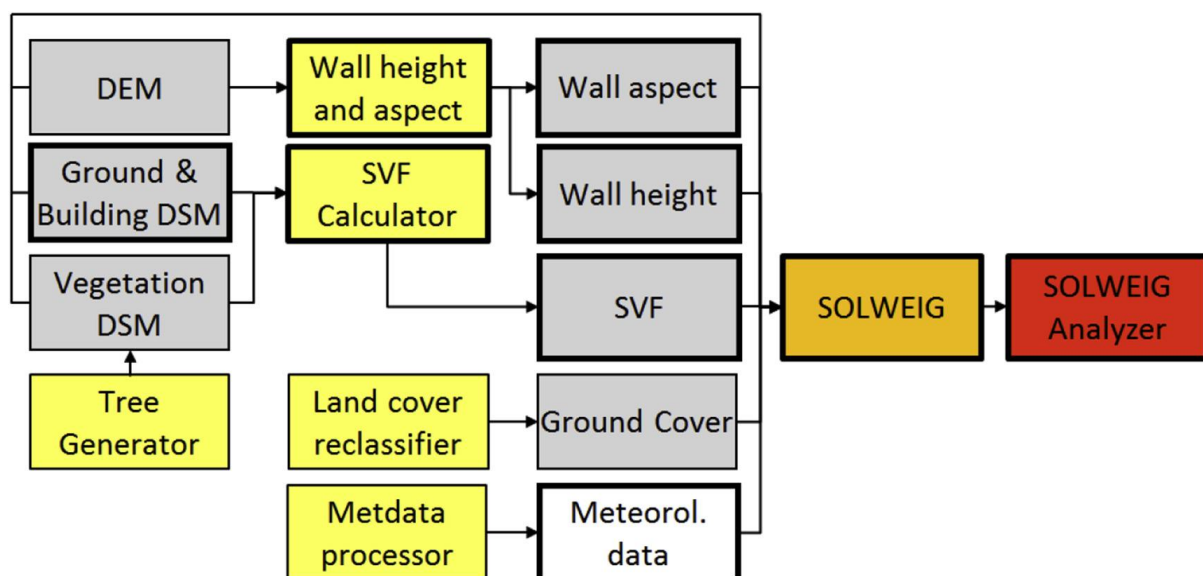 DEM
Wall height
and aspect
Wall aspect
Ground &
Building DSM
SVF
Calculator
Wall height
Vegetation
DSM
SVF
SOLWEIG
SOLWEIG
Analyzer
Tree
Generator
Land cover
reclassifier
Ground Cover
Metdata
processor
Meteorol.
data